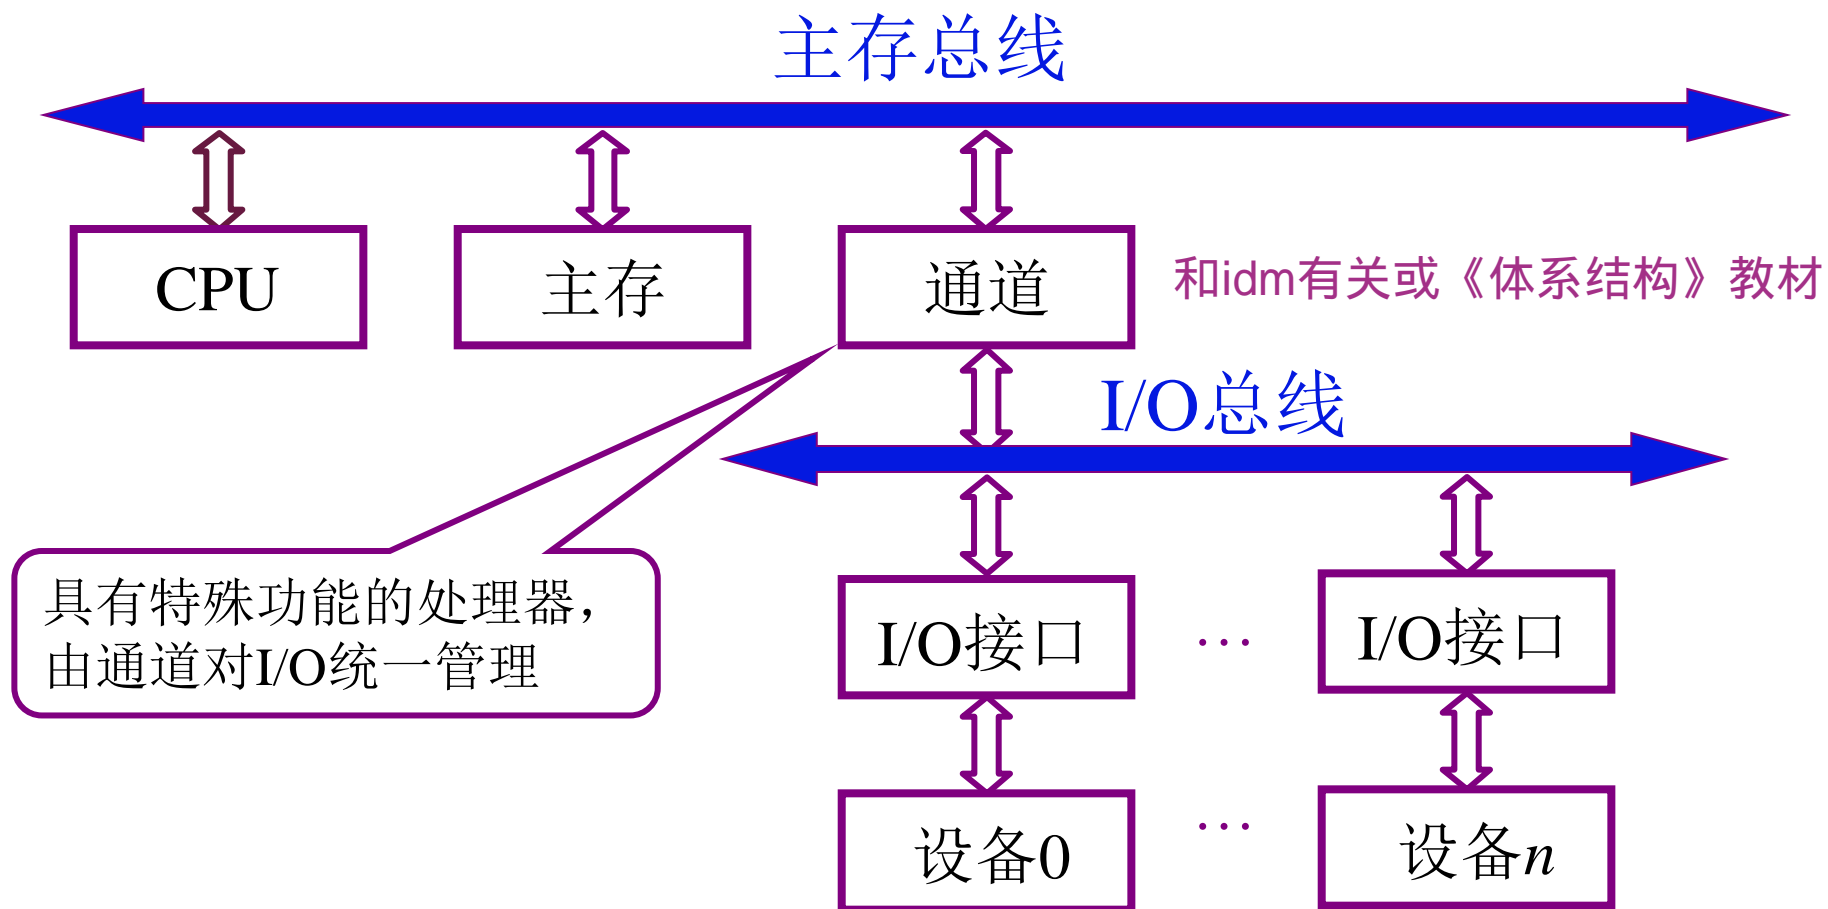 主存总线
CPU
主存
通道
和idm有关或《体系结构》教材
I/O总线
具有特殊功能的处理器，
由通道对I/O统一管理
I/O接口
…
I/O接口
设备0
…
设备n